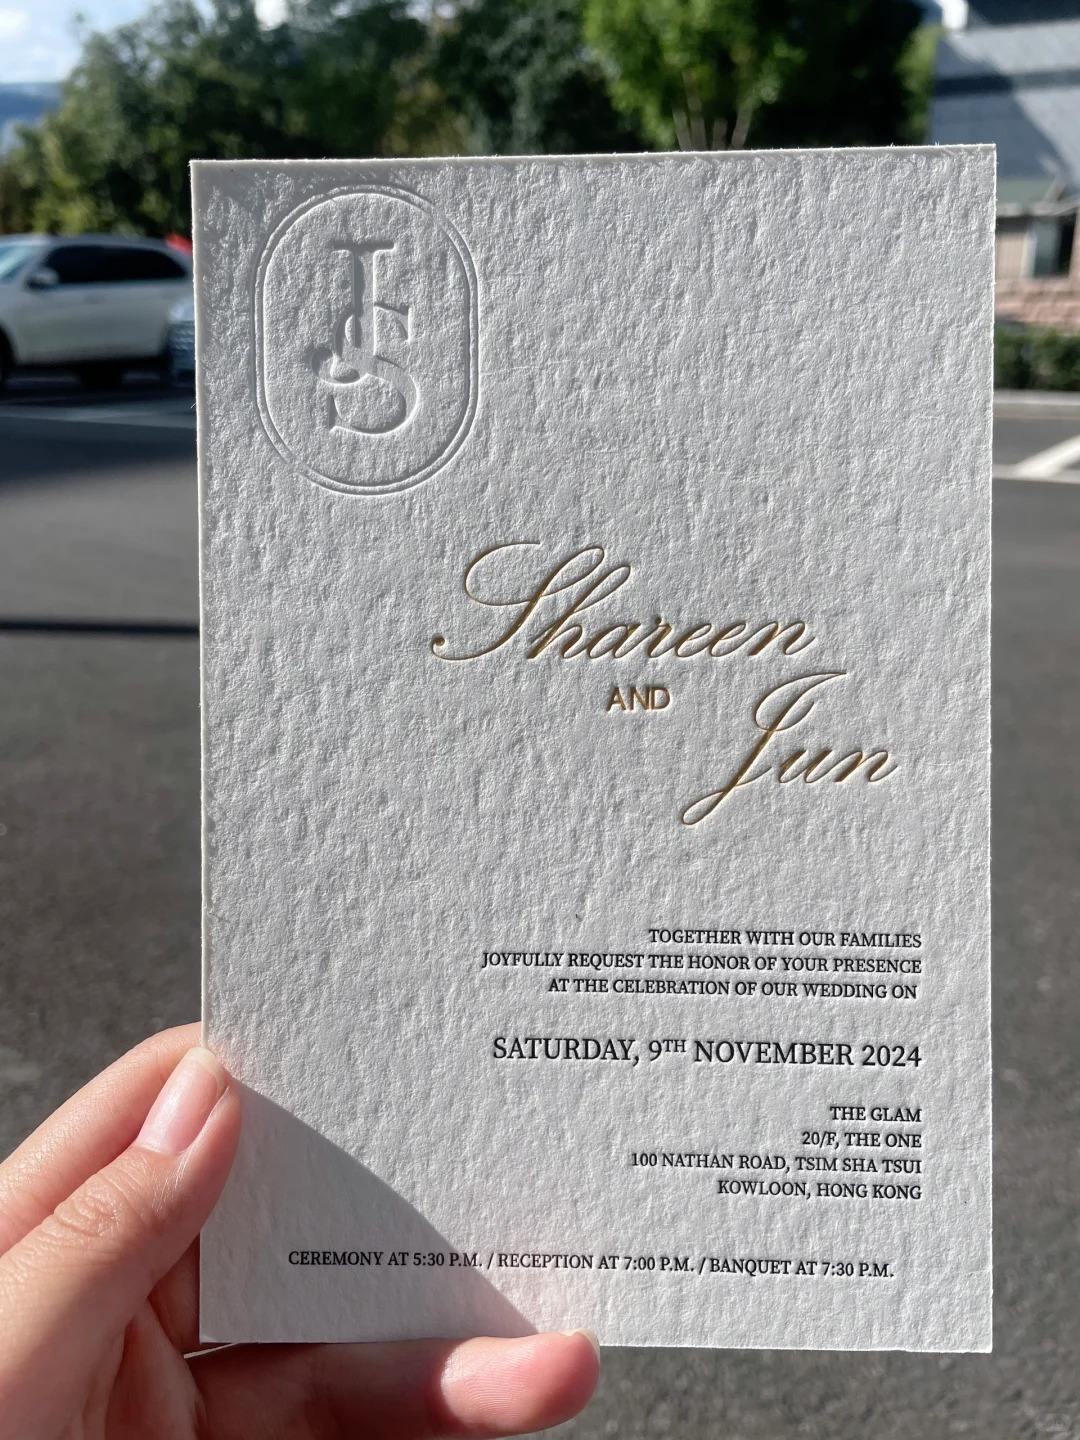 JS
Shareen
AND
Jun
TOGETHER WITH OUR FAMILIES
JOYFULLY REQUEST THE HONOR OF YOUR PRESENCE
AT THE CELEBRATION OF OUR WEDDING ON
SATURDAY, 9TH NOVEMBER 2024
THE GLAM
20/F, THE ONE
100 NATHAN ROAD, TSIM SHA TSUI
KOWLOON, HONG KONG
CEREMONY AT 5:30 P.M. / RECEPTION AT 7:00 P.M. / BANQUET AT 7:30 P.M.